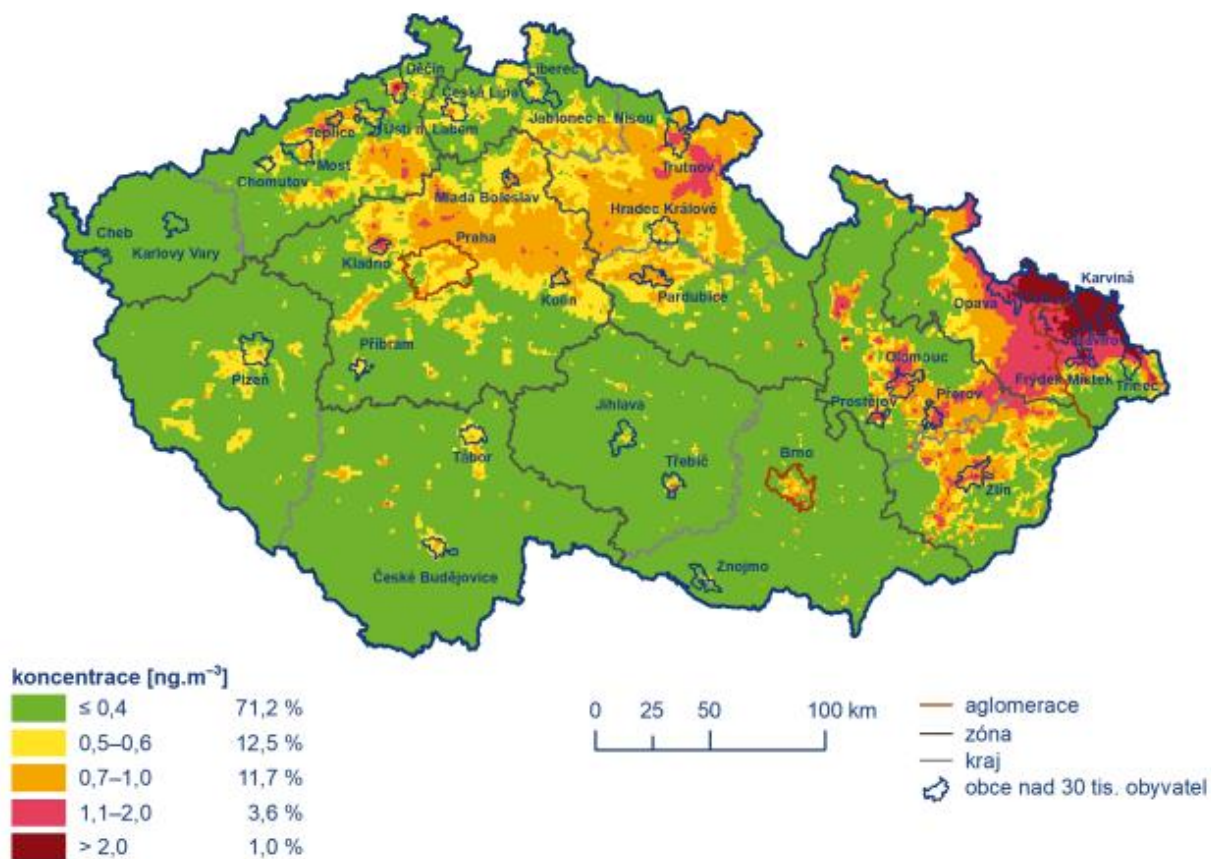 Děčín
Liberec
Česká Lípa
Teplice
Ústí n. Labem
Jablonec n. Nisou
Most
Trutnov
Chomutov
Mladá Boleslav
Hradec Králové
Cheb
Karlovy Vary
Praha
Kladno
Kolín
Pardubice
Karviná
Opava
Havířov
Příbram
Olomouc
Plzeň
Frýdek Místek
Třinec
Jihlava
Prostějov
Přerov
Tábor
Třebíč
Brno
Zlín
České Budějovice
Znojmo
koncentrace [ng.m⁻³]
≤ 0,4 71,2 %
0,5–0,6 12,5 %
0,7–1,0 11,7 %
1,1–2,0 3,6 %
> 2,0 1,0 %
0 25 50 100 km
aglomerace
zóna
kraj
obce nad 30 tis. obyvatel